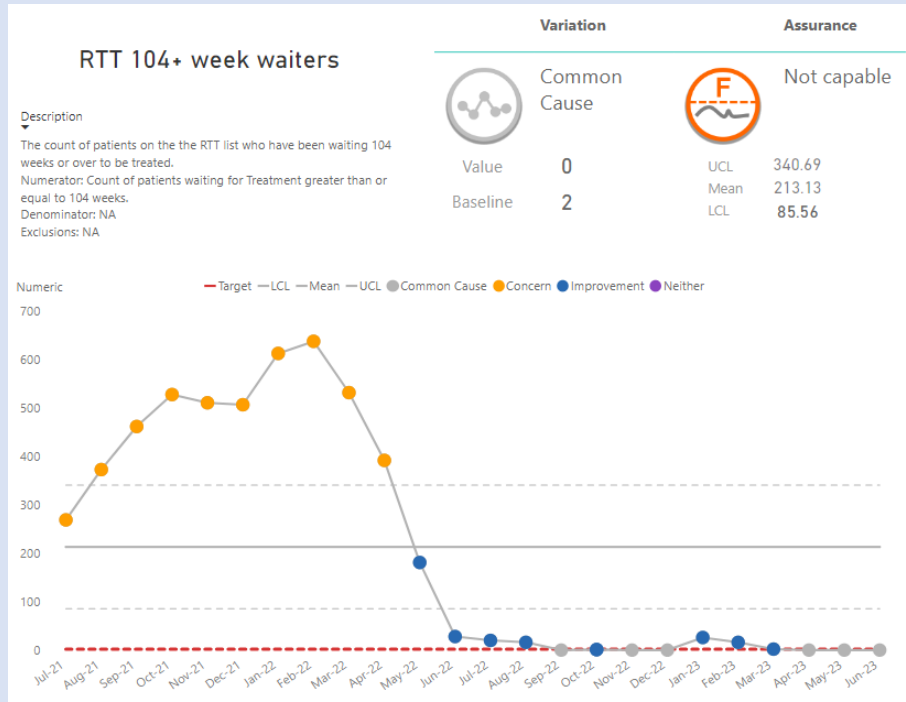 Variation Assurance
RTT 104+ week waiters
Common Cause
F
Not capable
Description
The count of patients on the the RTT list who have been waiting 104
weeks or over to be treated.
Numerator: Count of patients waiting for Treatment greater than or
equal to 104 weeks.
Denominator: NA
Exclusions: NA
Value 0
Baseline 2
UCL 340.69
Mean 213.13
LCL 85.56
Numeric
Target LCL Mean UCL Common Cause Concern Improvement Neither
700
600
500
400
300
200
100
0
Jul-21 Aug-21 Sep-21 Oct-21 Nov-21 Dec-21 Jan-22 Feb-22 Mar-22 Apr-22 May-22 Jun-22 Jul-22 Aug-22 Sep-22 Oct-22 Nov-22 Dec-22 Jan-23 Feb-23 Mar-23 Apr-23 May-23 Jun-23